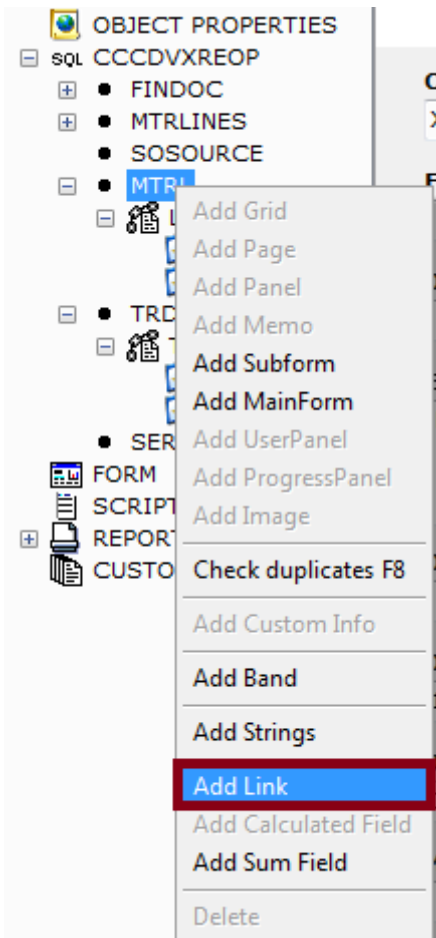 OBJECT PROPERTIES
SQL CCCDVXREOP
FINDOC
MTRLINES
SOSOURCE
MTRL
TRD
SER
FORM
SCRIPT
REPOR
CUSTO
Add Grid
Add Page
Add Panel
Add Memo
Add Subform
Add MainForm
Add UserPanel
Add ProgressPanel
Add Image
Check duplicates F8
Add Custom Info
Add Band
Add Strings
Add Link
Add Calculated Field
Add Sum Field
Delete